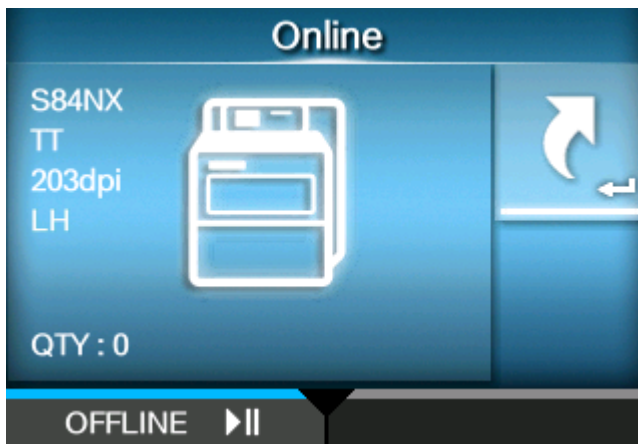 Online
S84NX
TT
203dpi
LH
QTY : 0
OFFLINE